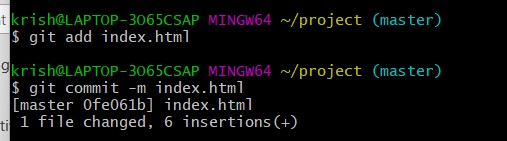 krish@LAPTOP-3O65CSAP MINGW64 ~/project (master)
$ git add index.html
krish@LAPTOP-3O65CSAP MINGW64 ~/project (master)
$ git commit -m index.html
[master 0fe061b] index.html
1 file changed, 6 insertions(+)